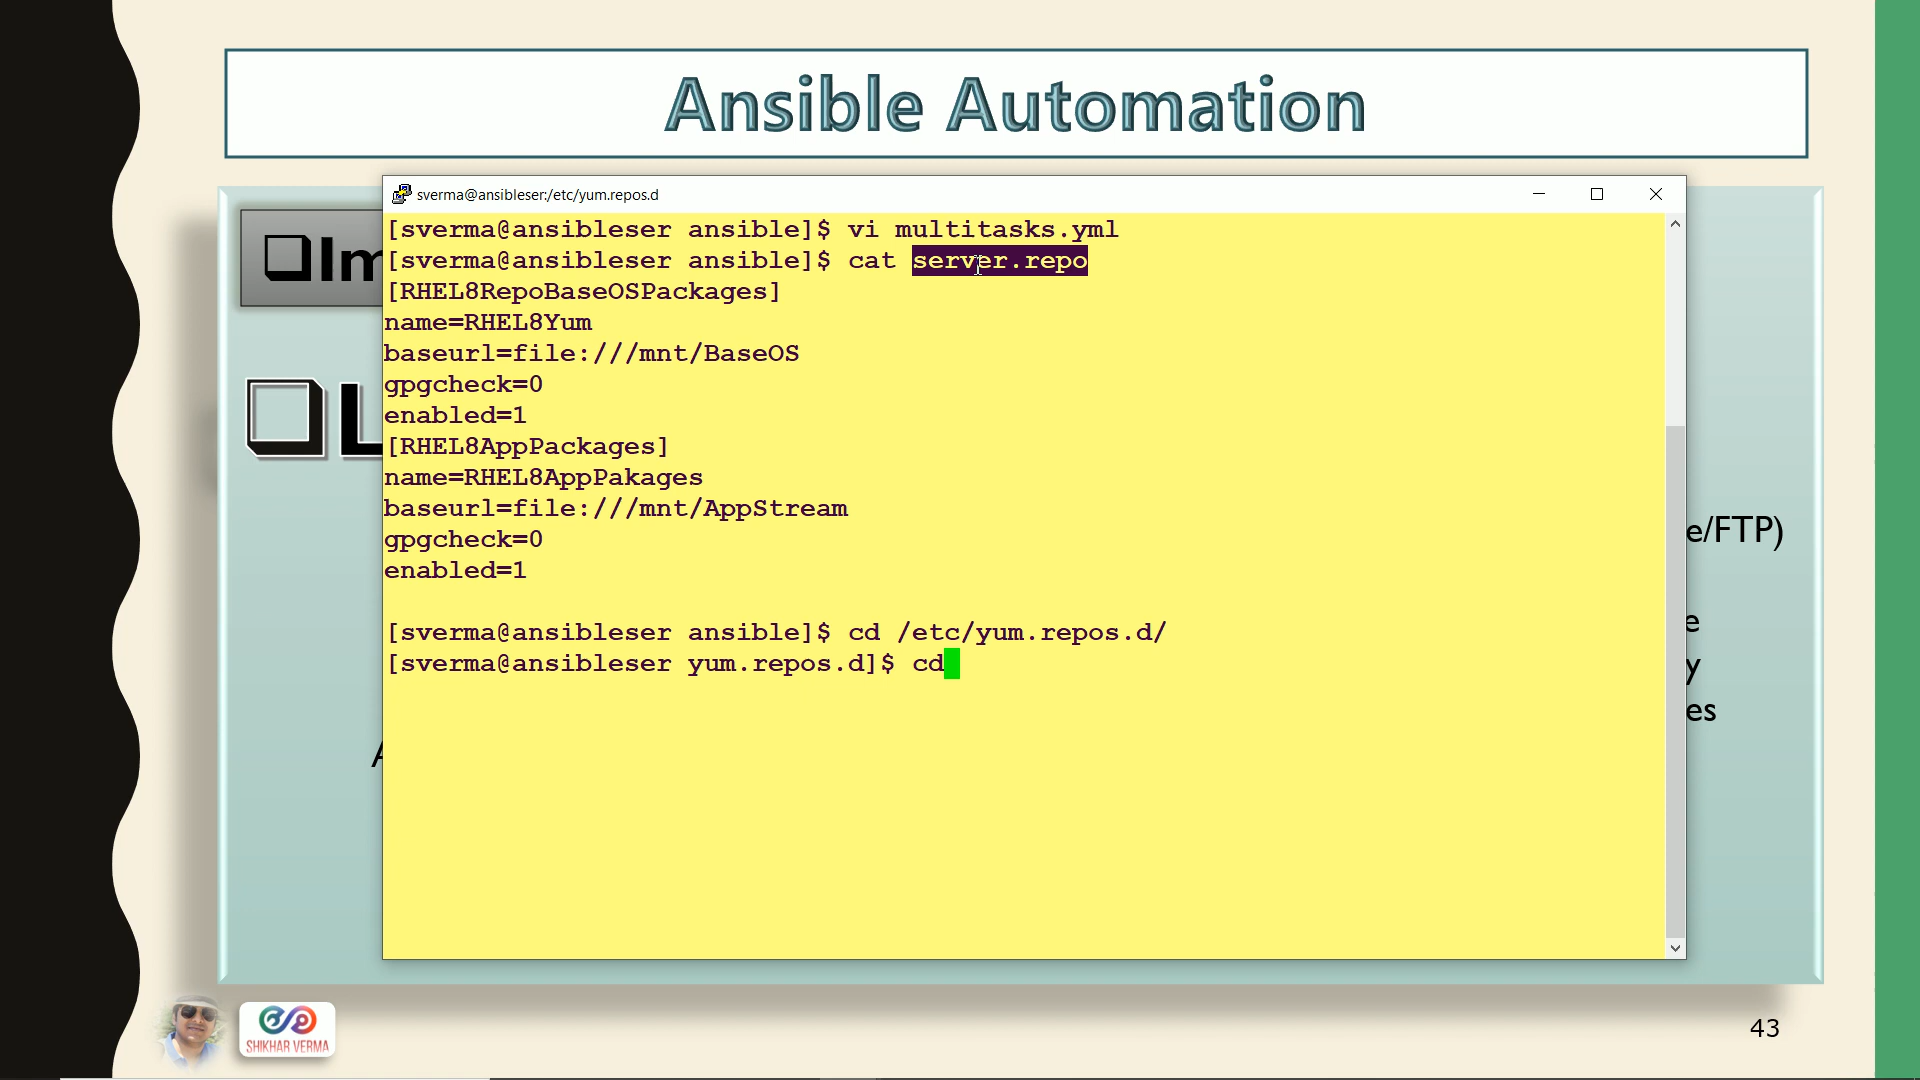 Ansible Automation
sverma@ansibleser:/etc/yum.repos.d
[sverma@ansibleser ansible]$ vi multitasks.yml
[sverma@ansibleser ansible]$ cat server.repo
[RHEL8RepoBaseOSPackages]
name=RHEL8Yum
baseurl=file:///mnt/BaseOS
gpgcheck=0
enabled=1
[RHEL8AppPackages]
name=RHEL8AppPakages
baseurl=file:///mnt/AppStream
gpgcheck=0
enabled=1
[sverma@ansibleser ansible]$ cd /etc/yum.repos.d/
[sverma@ansibleser yum.repos.d]$ cd
e/FTP)
SHIKHAR VERMA
43